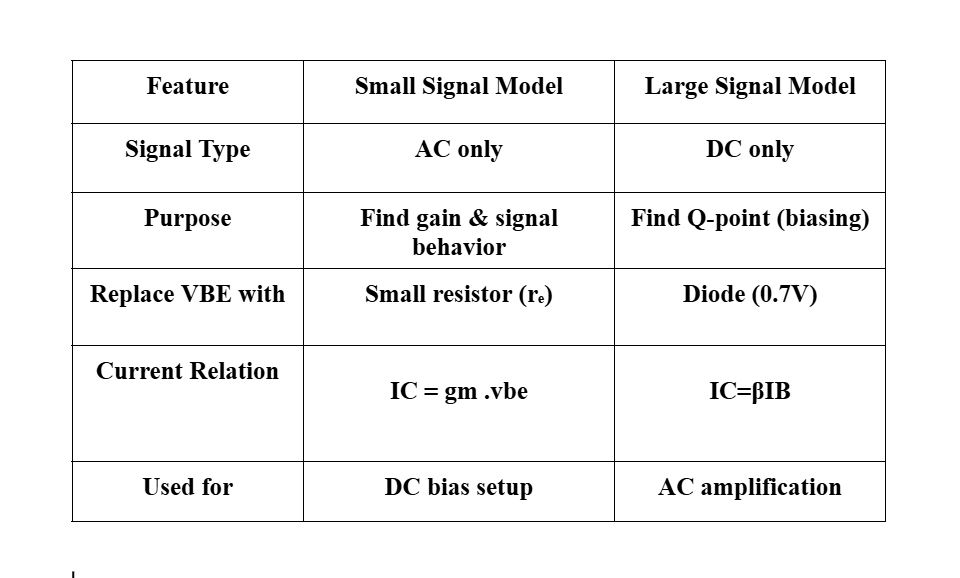 Feature Small Signal Model Large Signal Model
Signal Type AC only DC only
Purpose Find gain & signal behavior Find Q-point (biasing)
Replace VBE with Small resistor (rₑ) Diode (0.7V)
Current Relation IC = gm .vbe IC=βIB
Used for DC bias setup AC amplification